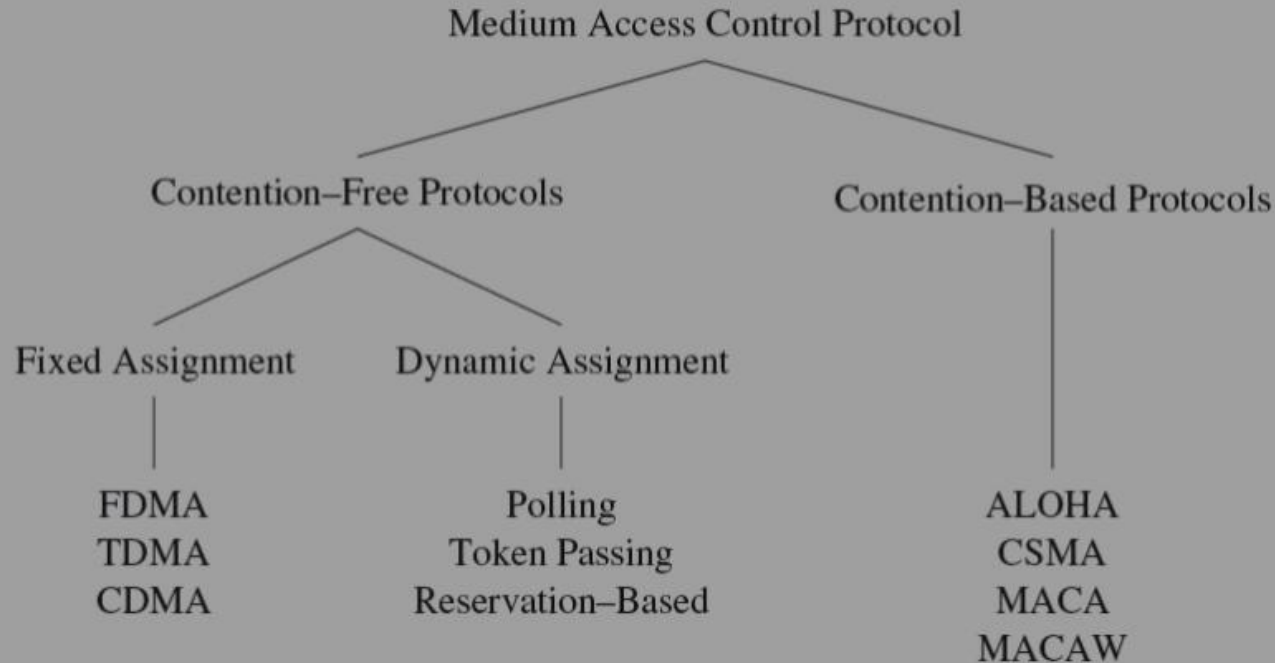 Medium Access Control Protocol
Contention–Free Protocols
Contention–Based Protocols
Fixed Assignment
Dynamic Assignment
FDMA
TDMA
CDMA
Polling
Token Passing
Reservation–Based
ALOHA
CSMA
MACA
MACAW